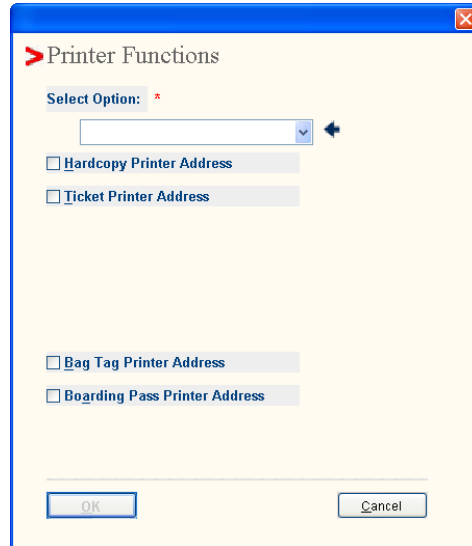 Printer Functions
Select Option: *
Hardcopy Printer Address
Ticket Printer Address
Bag Tag Printer Address
Boarding Pass Printer Address
OK
Cancel